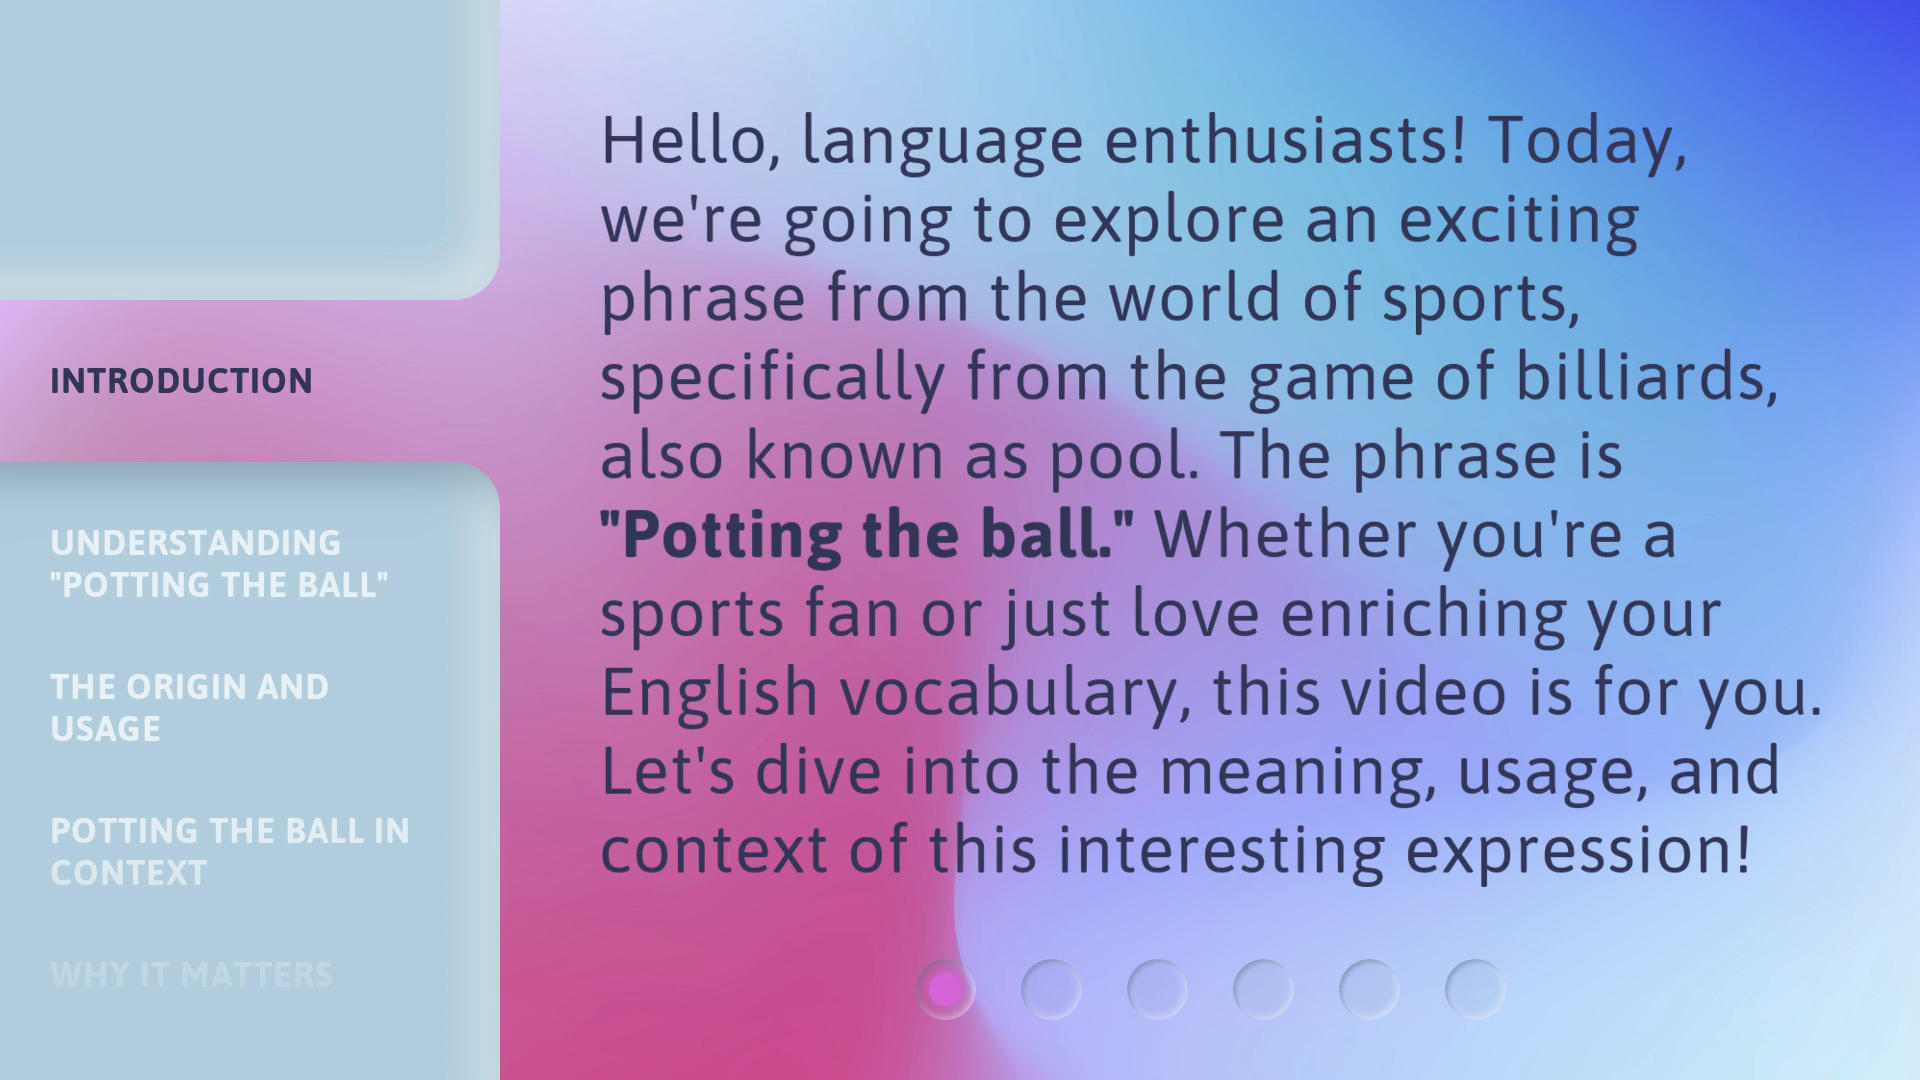 INTRODUCTION
UNDERSTANDING
"POTTING THE BALL"
THE ORIGIN AND
USAGE
POTTING THE BALL IN
CONTEXT
WHY IT MATTERS
Hello, language enthusiasts! Today,
we're going to explore an exciting
phrase from the world of sports,
specifically from the game of billiards,
also known as pool. The phrase is
"Potting the ball." Whether you're a
sports fan or just love enriching your
English vocabulary, this video is for you.
Let's dive into the meaning, usage, and
context of this interesting expression!